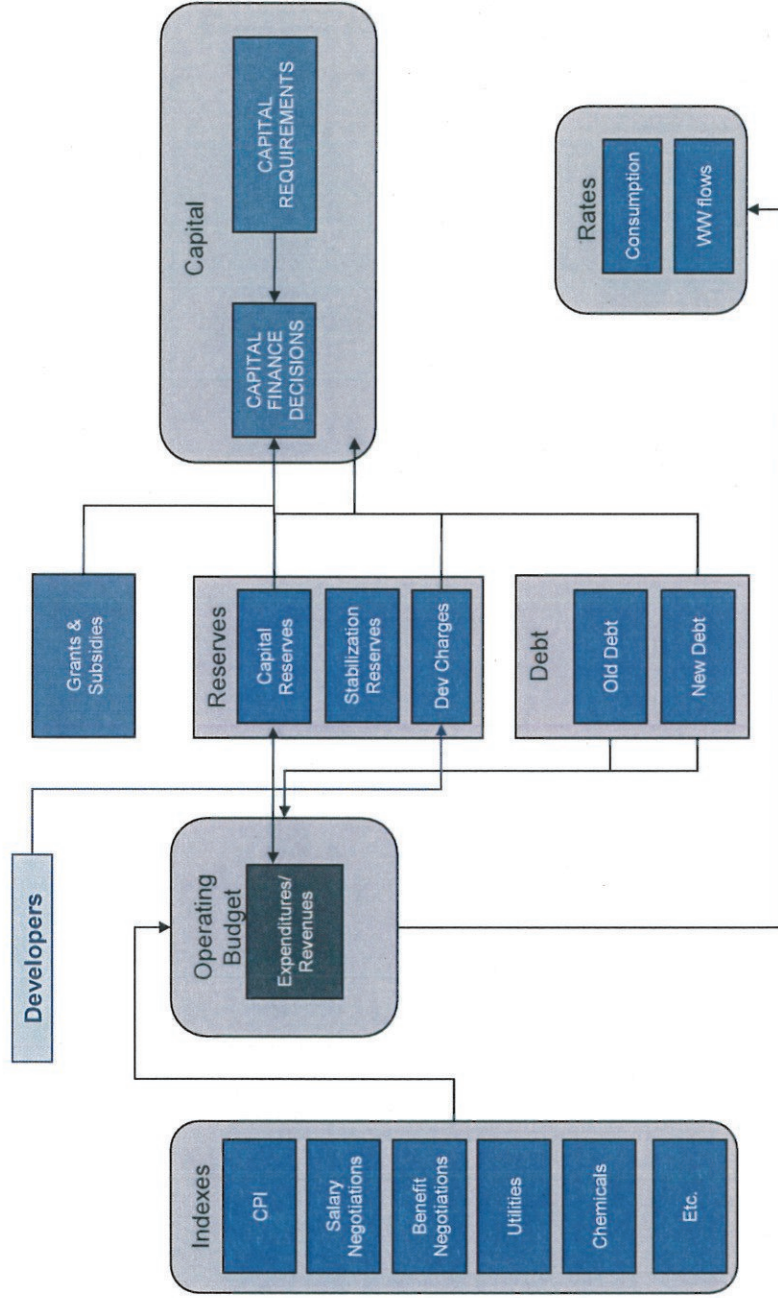 Developers
Indexes
CPI
Salary
Negotiations
Benefit
Negotiations
Utilities
Chemicals
Etc.
Operating
Budget
Expenditures/
Revenues
Grants &
Subsidies
Reserves
Capital
Reserves
Stabilization
Reserves
Dev Charges
Debt
Old Debt
New Debt
Capital
CAPITAL
FINANCE
DECISIONS
CAPITAL
REQUIREMENTS
Rates
Consumption
WW flows